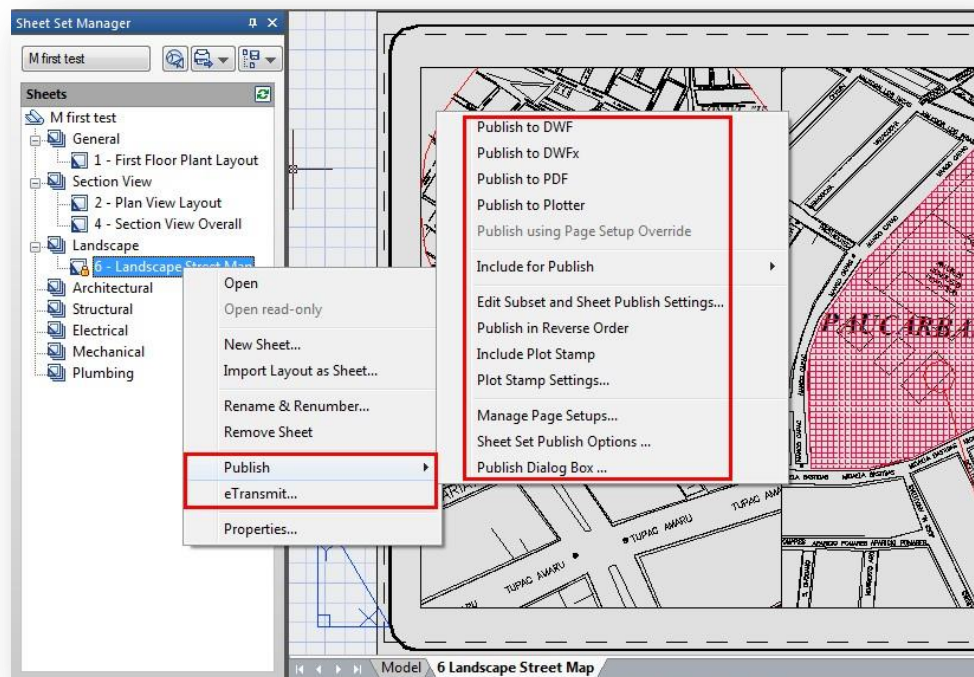 Sheet Set Manager
M first test
Sheets
M first test
General
1 - First Floor Plant Layout
Section View
2 - Plan View Layout
4 - Section View Overall
Landscape
6 - Landscape Street Map
Architectural
Structural
Electrical
Mechanical
Plumbing
Open
Open read-only
New Sheet...
Import Layout as Sheet...
Rename & Renumber...
Remove Sheet
Publish
eTransmit...
Properties...
Publish to DWF
Publish to DWFx
Publish to PDF
Publish to Plotter
Publish using Page Setup Override
Include for Publish
Edit Subset and Sheet Publish Settings...
Publish in Reverse Order
Include Plot Stamp
Plot Stamp Settings...
Manage Page Setups...
Sheet Set Publish Options ...
Publish Dialog Box ...
TUPAC AMARU
TUPAC AMARU
TUPAC AMARU
MICAELA BASTIDAS
MICAELA BASTIDAS
Model
6 Landscape Street Map